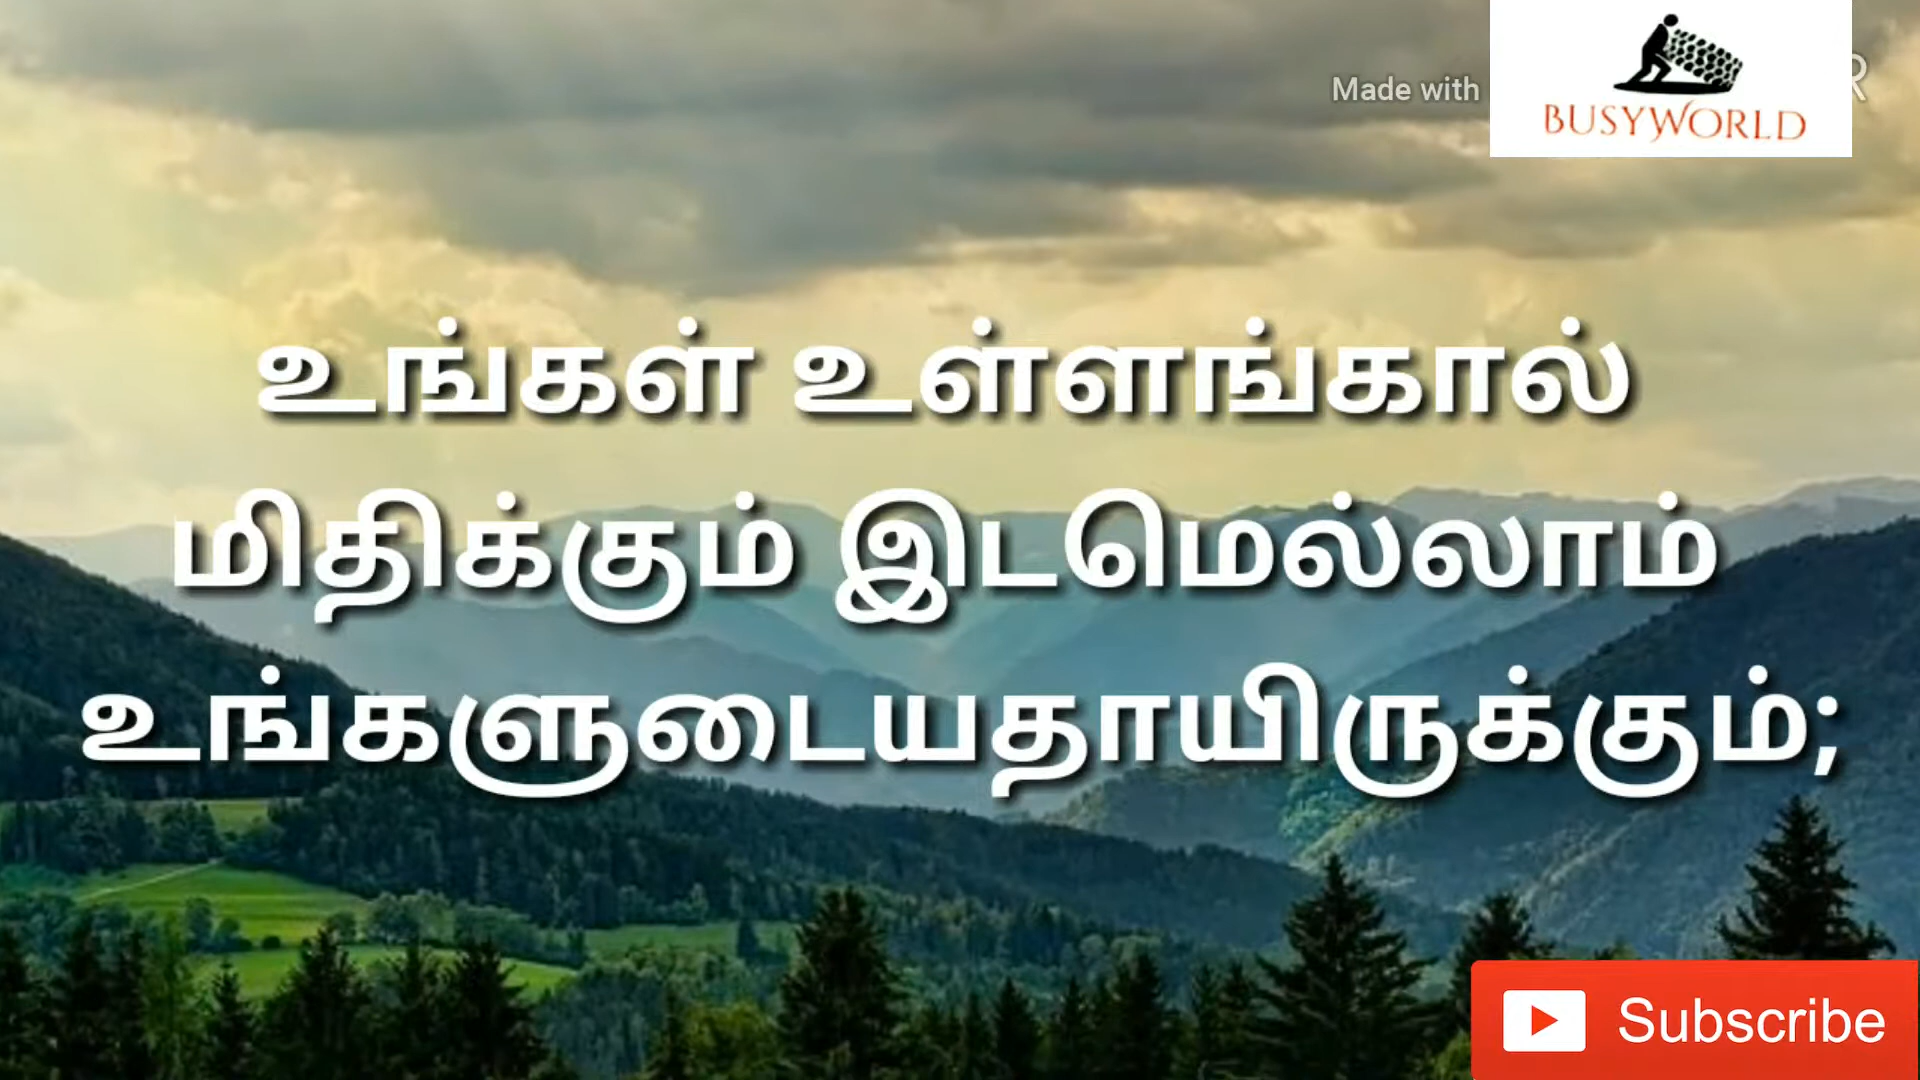 Made with
R
BUSYWORLD
உங்கள் உள்ளங்கால்
மிதிக்கும் இடமெல்லாம்
உங்களுடையதாயிருக்கும்;
Subscribe